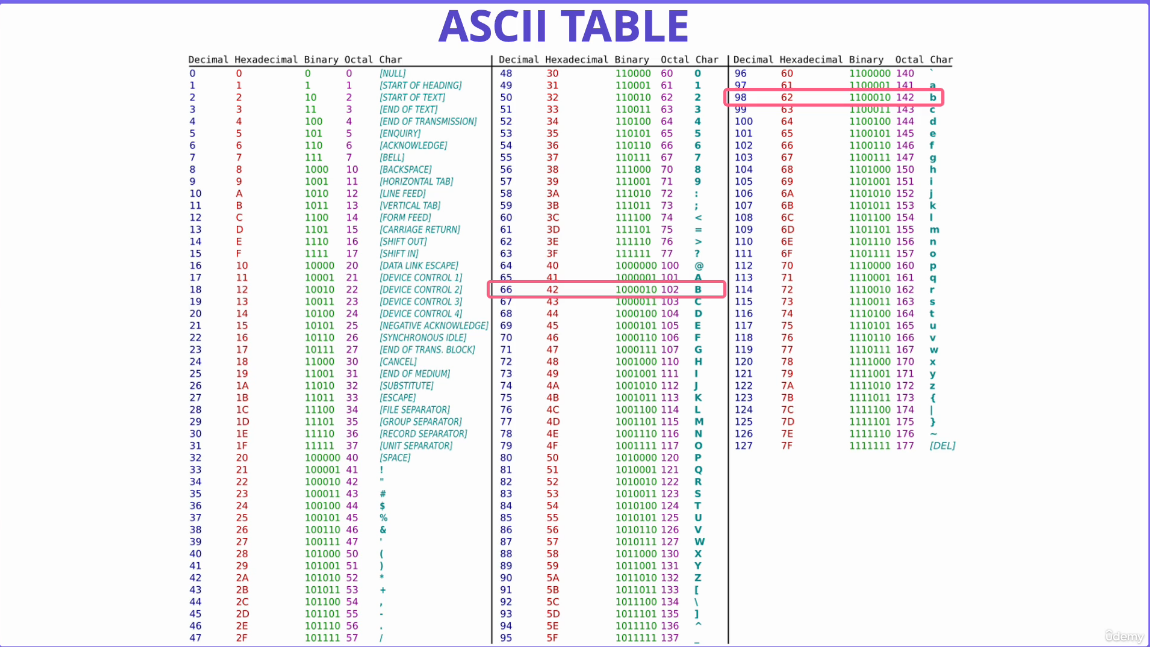 ASCII TABLE
Decimal Hexadecimal Binary Octal Char
0 0 0 0 [NULL]
1 1 1 1 [START OF HEADING]
2 2 10 2 [START OF TEXT]
3 3 11 3 [END OF TEXT]
4 4 100 4 [END OF TRANSMISSION]
5 5 101 5 [ENQUIRY]
6 6 110 6 [ACKNOWLEDGE]
7 7 111 7 [BELL]
8 8 1000 10 [BACKSPACE]
9 9 1001 11 [HORIZONTAL TAB]
10 A 1010 12 [LINE FEED]
11 B 1011 13 [VERTICAL TAB]
12 C 1100 14 [FORM FEED]
13 D 1101 15 [CARRIAGE RETURN]
14 E 1110 16 [SHIFT OUT]
15 F 1111 17 [SHIFT IN]
16 10 10000 20 [DATA LINK ESCAPE]
17 11 10001 21 [DEVICE CONTROL 1]
18 12 10010 22 [DEVICE CONTROL 2]
19 13 10011 23 [DEVICE CONTROL 3]
20 14 10100 24 [DEVICE CONTROL 4]
21 15 10101 25 [NEGATIVE ACKNOWLEDGE]
22 16 10110 26 [SYNCHRONOUS IDLE]
23 17 10111 27 [END OF TRANS. BLOCK]
24 18 11000 30 [CANCEL]
25 19 11001 31 [END OF MEDIUM]
26 1A 11010 32 [SUBSTITUTE]
27 1B 11011 33 [ESCAPE]
28 1C 11100 34 [FILE SEPARATOR]
29 1D 11101 35 [GROUP SEPARATOR]
30 1E 11110 36 [RECORD SEPARATOR]
31 1F 11111 37 [UNIT SEPARATOR]
32 20 100000 40 [SPACE]
33 21 100001 41 !
34 22 100010 42 "
35 23 100011 43 #
36 24 100100 44 $
37 25 100101 45 %
38 26 100110 46 &
39 27 100111 47 '
40 28 101000 50 (
41 29 101001 51 )
42 2A 101010 52 *
43 2B 101011 53 +
44 2C 101100 54 ,
45 2D 101101 55 -
46 2E 101110 56 .
47 2F 101111 57 /
Decimal Hexadecimal Binary Octal Char
48 30 110000 60 0
49 31 110001 61 1
50 32 110010 62 2
51 33 110011 63 3
52 34 110100 64 4
53 35 110101 65 5
54 36 110110 66 6
55 37 110111 67 7
56 38 111000 70 8
57 39 111001 71 9
58 3A 111010 72 :
59 3B 111011 73 ;
60 3C 111100 74 <
61 3D 111101 75 =
62 3E 111110 76 >
63 3F 111111 77 ?
64 40 1000000 100 @
65 41 1000001 101 A
66 42 1000010 102 B
67 43 1000011 103 C
68 44 1000100 104 D
69 45 1000101 105 E
70 46 1000110 106 F
71 47 1000111 107 G
72 48 1001000 110 H
73 49 1001001 111 I
74 4A 1001010 112 J
75 4B 1001011 113 K
76 4C 1001100 114 L
77 4D 1001101 115 M
78 4E 1001110 116 N
79 4F 1001111 117 O
80 50 1010000 120 P
81 51 1010001 121 Q
82 52 1010010 122 R
83 53 1010011 123 S
84 54 1010100 124 T
85 55 1010101 125 U
86 56 1010110 126 V
87 57 1010111 127 W
88 58 1011000 130 X
89 59 1011001 131 Y
90 5A 1011010 132 Z
91 5B 1011011 133 [
92 5C 1011100 134 \
93 5D 1011101 135 ]
94 5E 1011110 136 ^
95 5F 1011111 137 _
Decimal Hexadecimal Binary Octal Char
96 60 1100000 140 `
97 61 1100001 141 a
98 62 1100010 142 b
99 63 1100011 143 c
100 64 1100100 144 d
101 65 1100101 145 e
102 66 1100110 146 f
103 67 1100111 147 g
104 68 1101000 150 h
105 69 1101001 151 i
106 6A 1101010 152 j
107 6B 1101011 153 k
108 6C 1101100 154 l
109 6D 1101101 155 m
110 6E 1101110 156 n
111 6F 1101111 157 o
112 70 1110000 160 p
113 71 1110001 161 q
114 72 1110010 162 r
115 73 1110011 163 s
116 74 1110100 164 t
117 75 1110101 165 u
118 76 1110110 166 v
119 77 1110111 167 w
120 78 1111000 170 x
121 79 1111001 171 y
122 7A 1111010 172 z
123 7B 1111011 173 {
124 7C 1111100 174 |
125 7D 1111101 175 }
126 7E 1111110 176 ~
127 7F 1111111 177 [DEL]
ûdemy